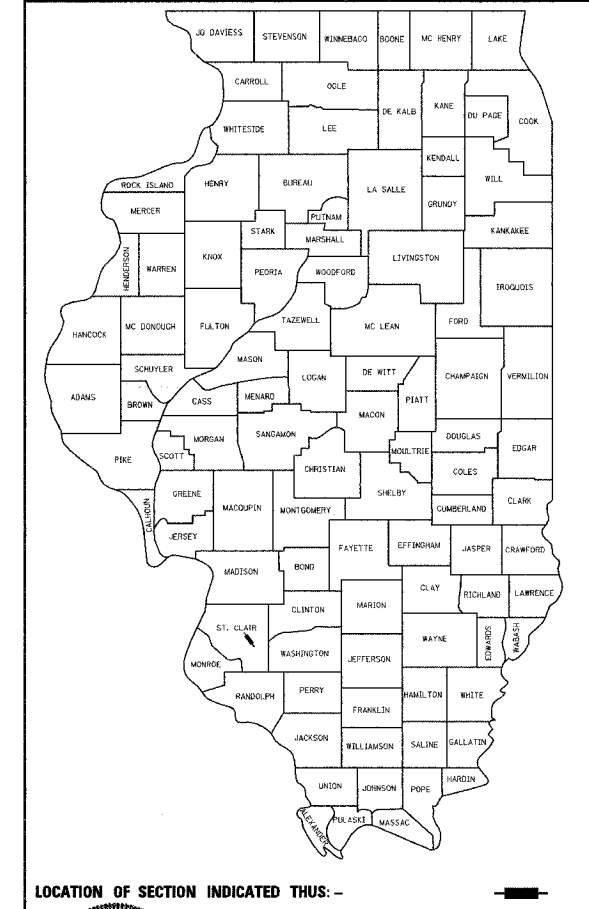 JO DAVIESS STEVENSON WINNEBAGO BOONE MC HENRY LAKE
CARROLL OGLE
DE KALB KANE DU PAGE COOK
WHITESIDE LEE
KENDALL
WILL
ROCK ISLAND HENRY BUREAU LA SALLE
GRUNDY
MERCER PUTNAM
STARK MARSHALL KANKAKEE
HENDERSON WARREN KNOX PEORIA WOODFORD LIVINGSTON
IROQUOIS
HANCOCK MC DONOUGH FULTON TAZEWELL MC LEAN FORD
MASON
SCHUYLER LOGAN DE WITT CHAMPAIGN VERMILION
ADAMS BROWN CASS MENARD PIATT
MACON
MORGAN SANGAMON DOUGLAS
PIKE SCOTT CHRISTIAN MOULTRIE EDGAR
COLES
GREENE MACOUPIN SHELBY
CALHOUN MONTGOMERY CUMBERLAND CLARK
JERSEY FAYETTE EFFINGHAM JASPER CRAWFORD
MADISON BOND
CLAY RICHLAND LAWRENCE
CLINTON MARION
ST. CLAIR WAYNE EDWARDS WABASH
MONROE WASHINGTON JEFFERSON
RANDOLPH PERRY HAMILTON WHITE
FRANKLIN
JACKSON WILLIAMSON SALINE GALLATIN
HARDIN
UNION JOHNSON POPE
ALEXANDER PULASKI MASSAC
LOCATION OF SECTION INDICATED THUS: –